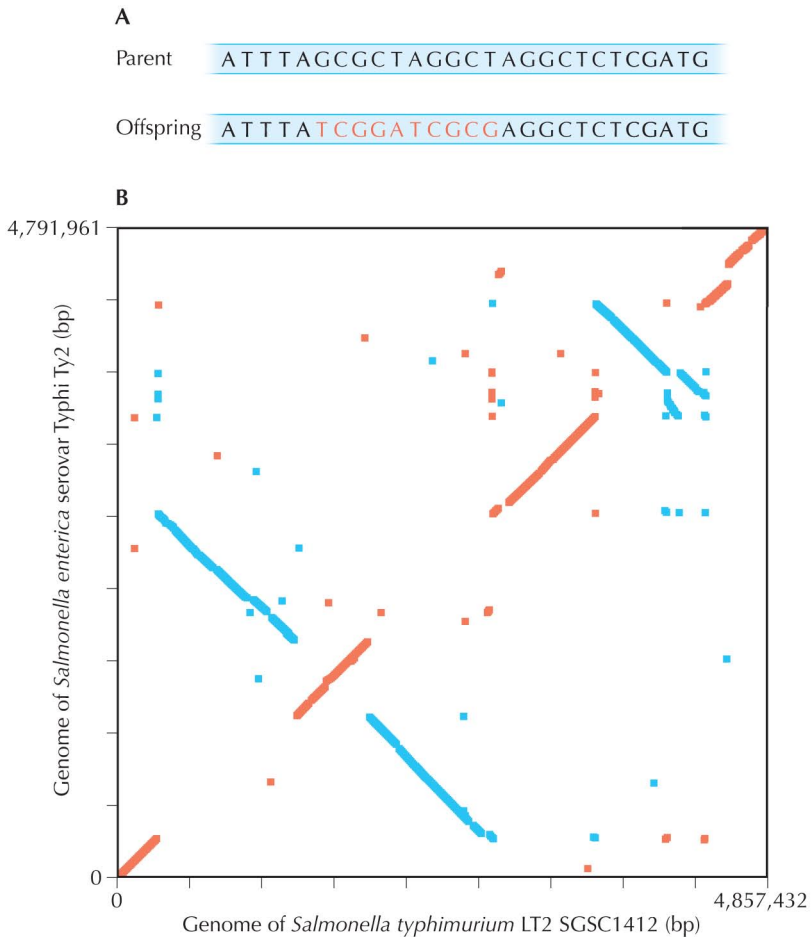 A
Parent ATTTAGCGCTAGGCTAGGCTCTCGATG
Offspring ATTTATCGGATCGCGAGGCTCTCGATG
B
4,791,961
Genome of Salmonella enterica serovar Typhi Ty2 (bp)
0
0
4,857,432
Genome of Salmonella typhimurium LT2 SGSC1412 (bp)